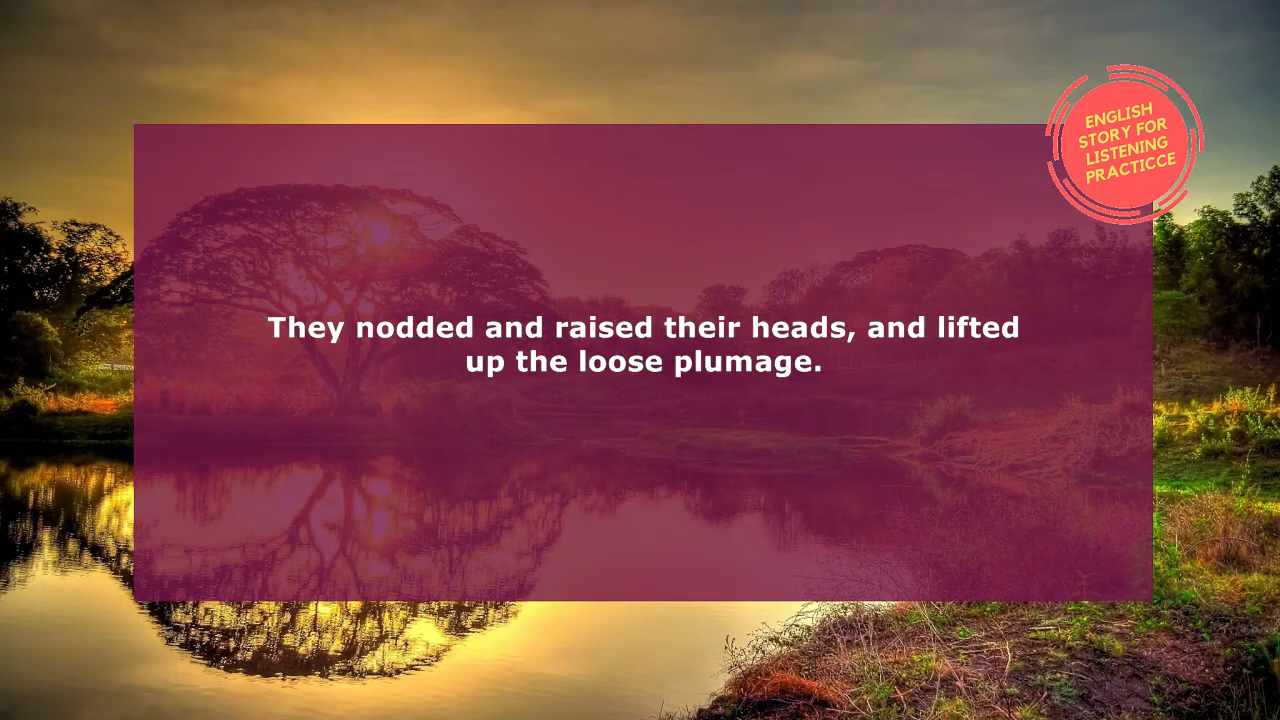 ENGLISH
STORY FOR
LISTENING
PRACTICCE
They nodded and raised their heads, and lifted
up the loose plumage.